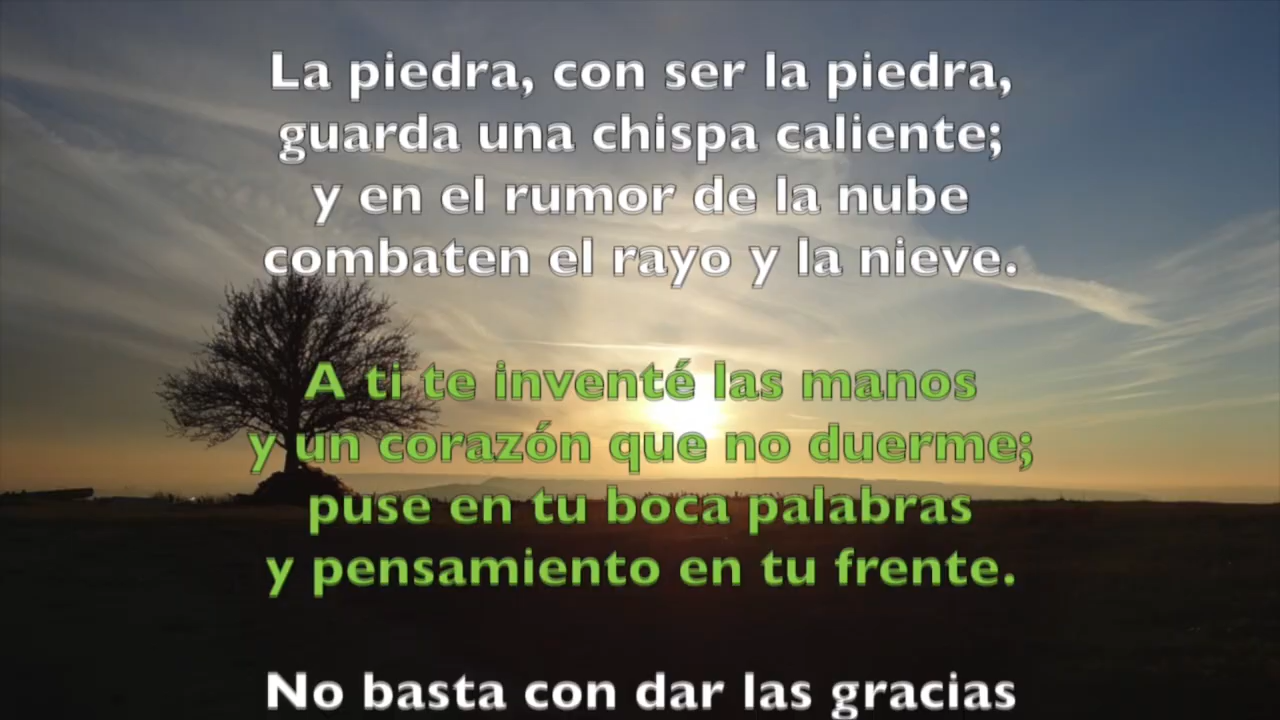 La piedra, con ser la piedra,
guarda una chispa caliente;
y en el rumor de la nube
combaten el rayo y la nieve.
A ti te inventé las manos
y un corazón que no duerme;
puse en tu boca palabras
y pensamiento en tu frente.
No basta con dar las gracias